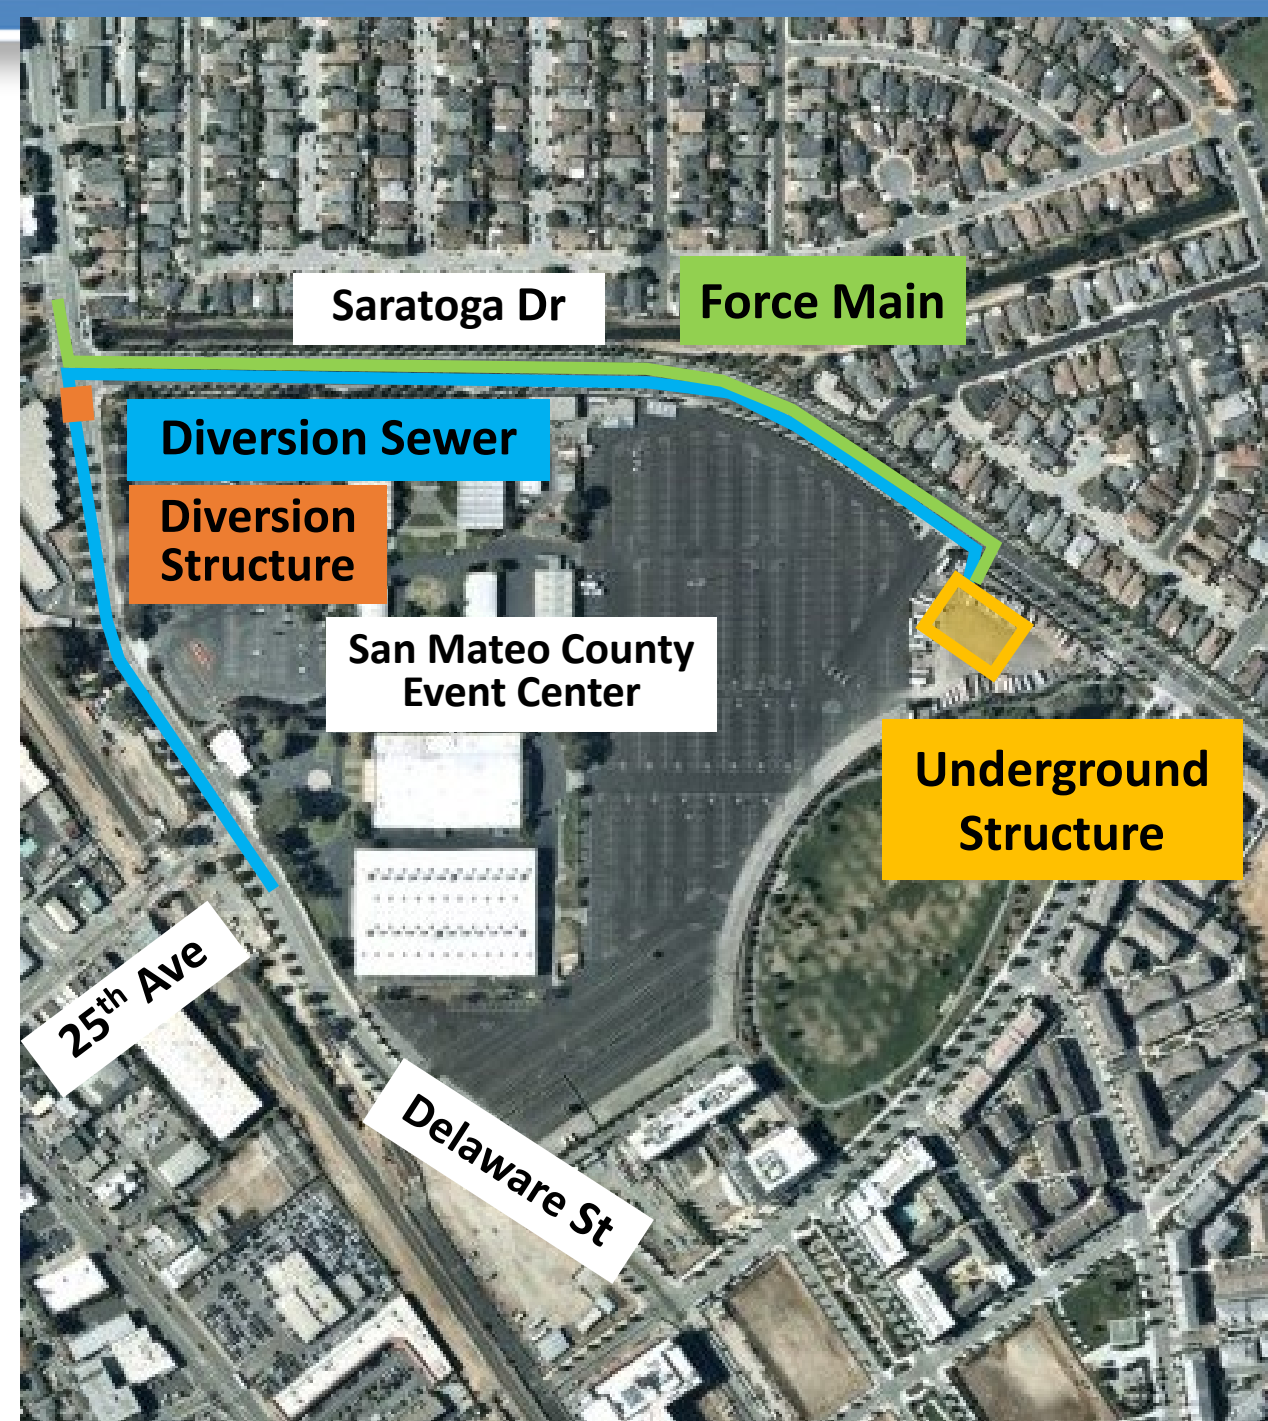 Saratoga Dr
Force Main
Diversion Sewer
Diversion
Structure
San Mateo County
Event Center
Underground
Structure
25th Ave
Delaware St